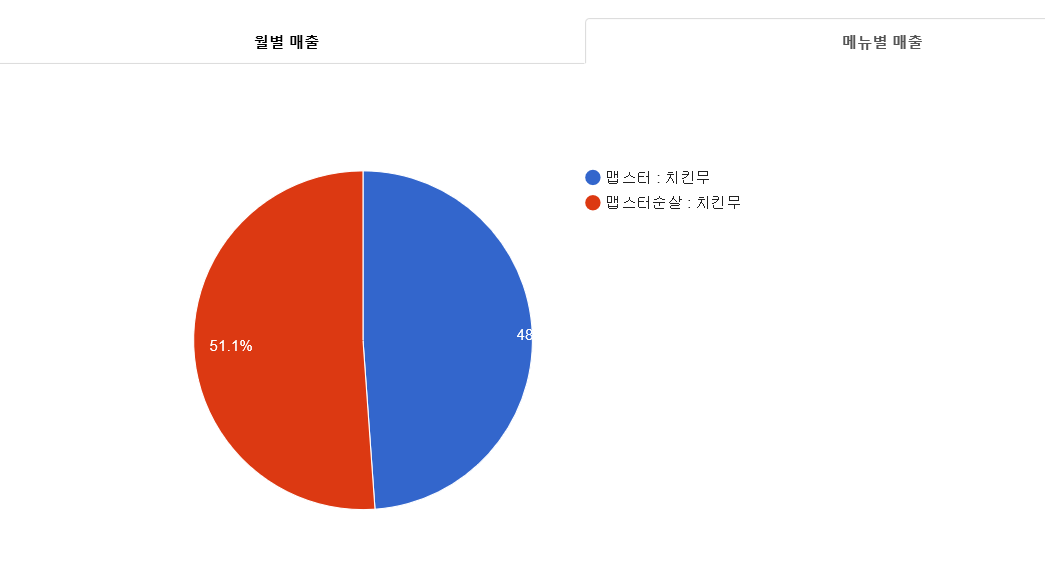 월별 매출
메뉴별 매출
맵스터 : 치킨무
맵스터순살 : 치킨무
48
51.1%